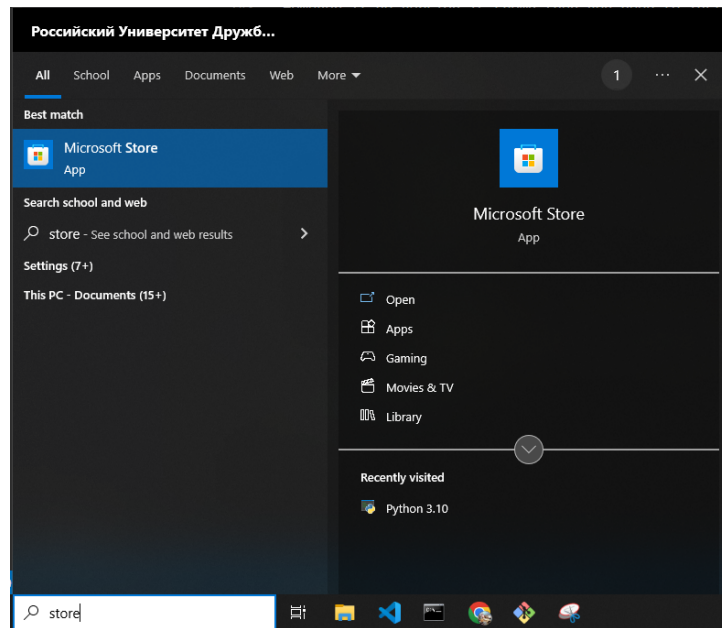 Российский Университет Дружб...
All School Apps Documents Web More 1 ...
Best match
Microsoft Store
App
Search school and web
store - See school and web results
Settings (7+)
This PC - Documents (15+)
Microsoft Store
App
Open
Apps
Gaming
Movies & TV
Library
Recently visited
Python 3.10
store